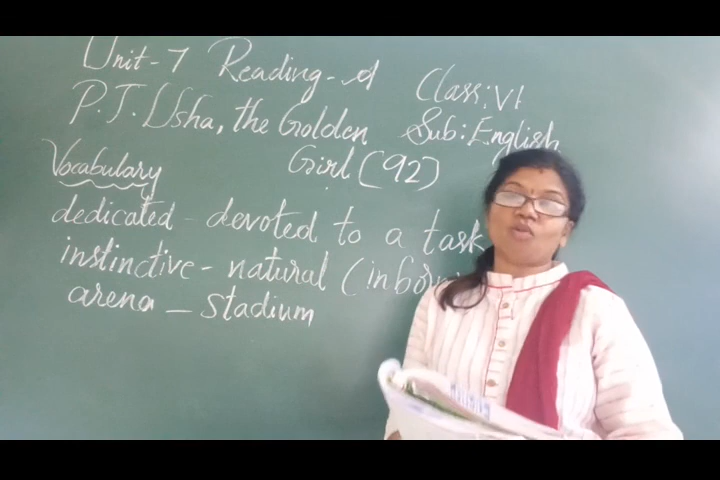 Unit-7 Reading-A Class: VI
P.T. Usha, the Golden Sub: English
Girl (92)
Vocabulary
dedicated - devoted to a task
instinctive - natural (inborn
arena - stadium